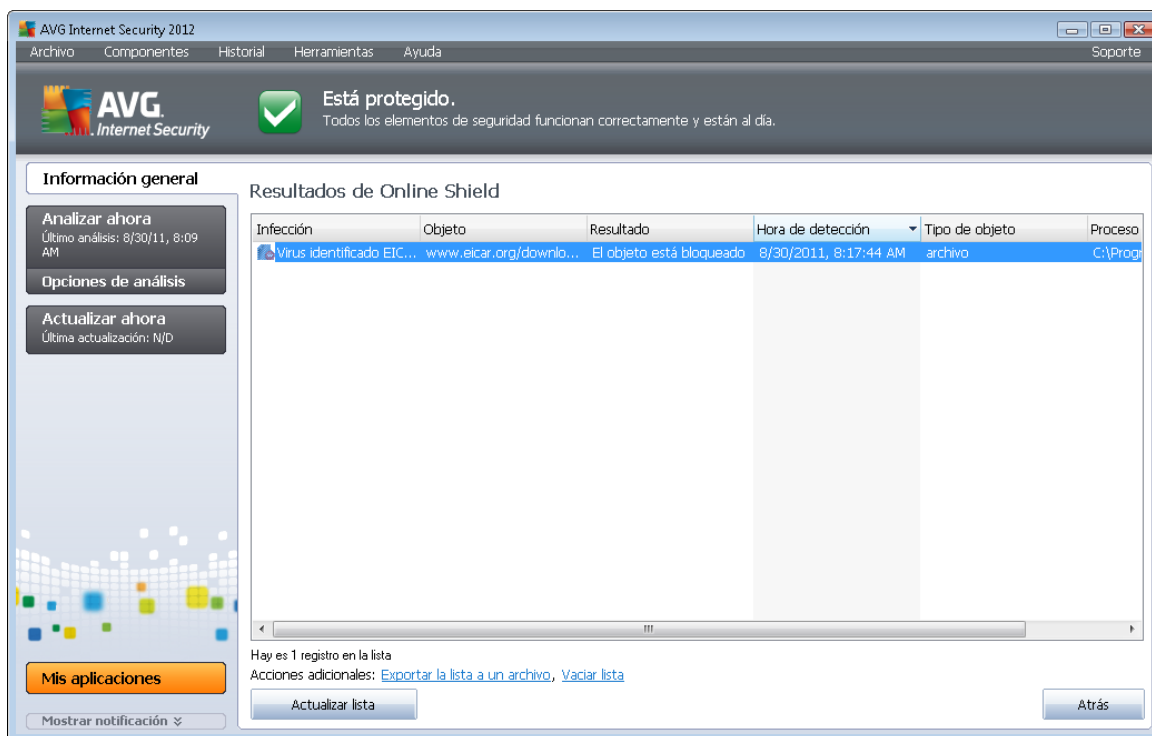 AVG Internet Security 2012
Archivo Componentes Historial Herramientas Ayuda Soporte
AVG.
Internet Security
Está protegido.
Todos los elementos de seguridad funcionan correctamente y están al día.
Información general
Analizar ahora
Último análisis: 8/30/11, 8:09
AM
Opciones de análisis
Actualizar ahora
Última actualización: N/D
Resultados de Online Shield
Infección Objeto Resultado Hora de detección Tipo de objeto Proceso
Virus identificado EIC... www.eicar.org/downlo... El objeto está bloqueado 8/30/2011, 8:17:44 AM archivo C:\Progr
Hay es 1 registro en la lista
Acciones adicionales: Exportar la lista a un archivo, Vaciar lista
Actualizar lista Atrás
Mis aplicaciones
Mostrar notificación